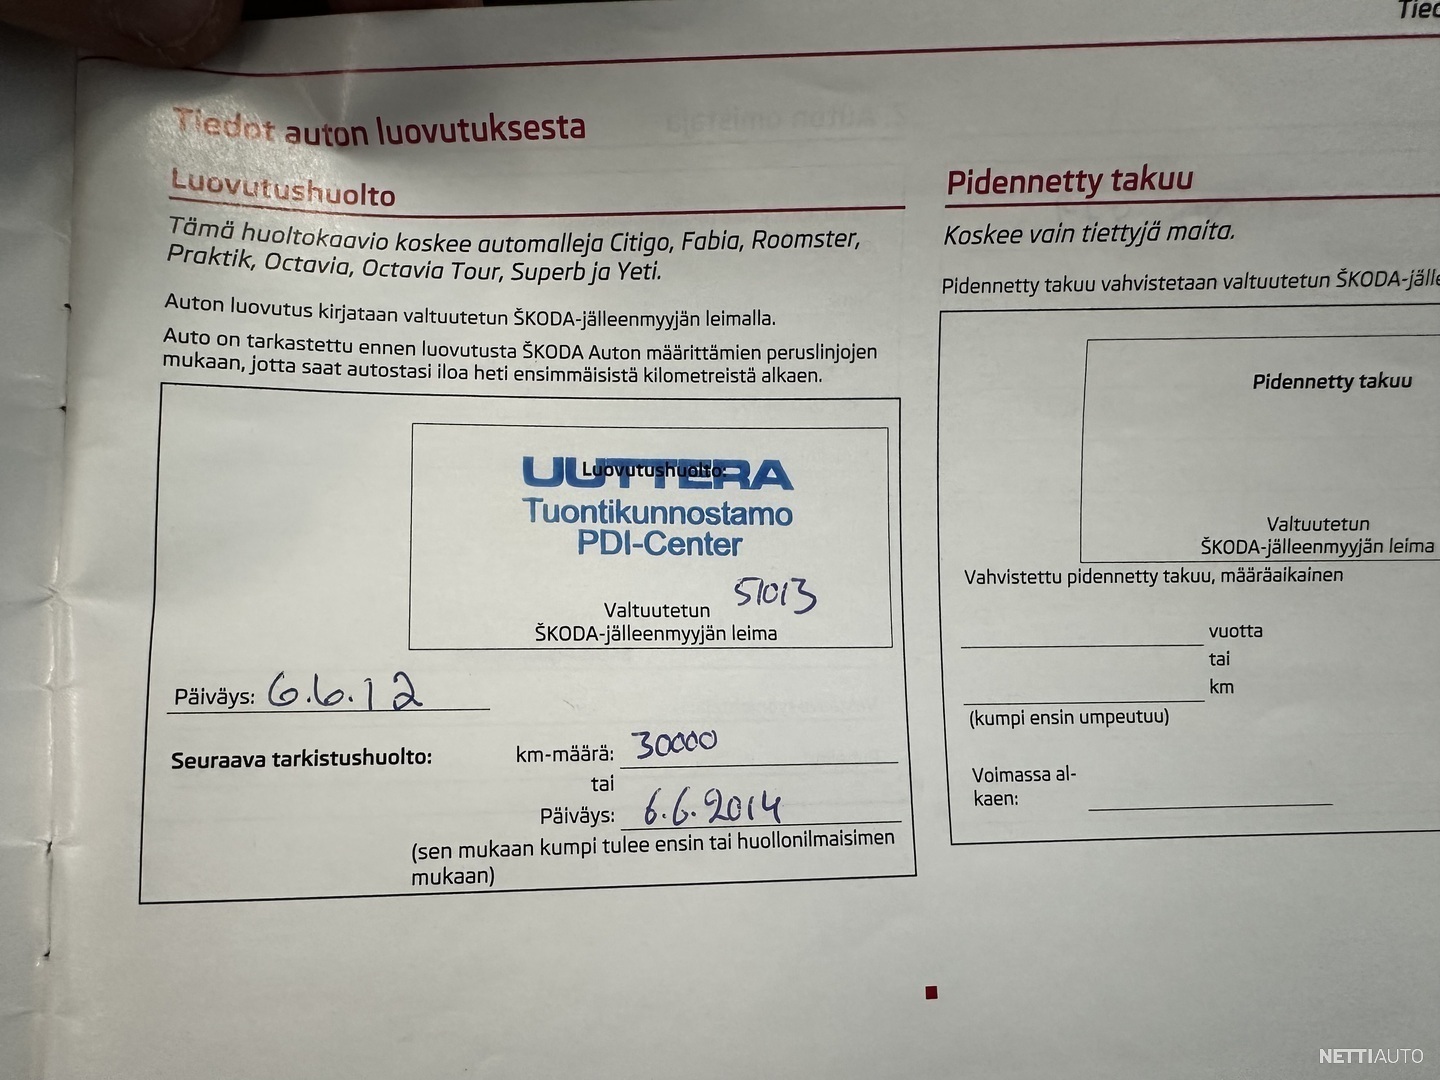 Tied
Tiedot auton luovutuksesta
Luovutushuolto
Tämä huoltokaavio koskee automalleja Citigo, Fabia, Roomster,
Praktik, Octavia, Octavia Tour, Superb ja Yeti.
Auton luovutus kirjataan valtuutetun ŠKODA-jälleenmyyjän leimalla.
Auto on tarkastettu ennen luovutusta ŠKODA Auton määrittämien peruslinjojen
mukaan, jotta saat autostasi iloa heti ensimmäisistä kilometreistä alkaen.
Luovutushuolto:
UUTTERA
Tuontikunnostamo
PDI-Center
51013
Valtuutetun
ŠKODA-jälleenmyyjän leima
Päiväys: 6.6.12
Seuraava tarkistushuolto: km-määrä: 30000
tai
Päiväys: 6.6.2014
(sen mukaan kumpi tulee ensin tai huollonilmaisimen
mukaan)
Pidennetty takuu
Koskee vain tiettyjä maita.
Pidennetty takuu vahvistetaan valtuutetun ŠKODA-jälle
Pidennetty takuu
Valtuutetun
ŠKODA-jälleenmyyjän leima
Vahvistettu pidennetty takuu, määräaikainen
vuotta
tai
km
(kumpi ensin umpeutuu)
Voimassa al-
kaen:
NETTIAUTO